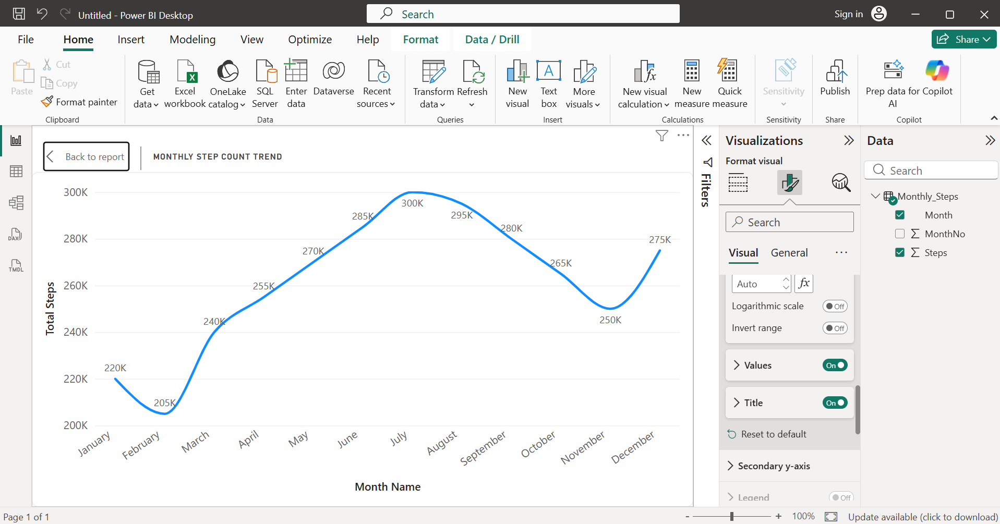 Untitled - Power BI Desktop
Search
Sign in
File
Home
Insert
Modeling
View
Optimize
Help
Format
Data / Drill
Share
Paste
Cut
Copy
Format painter
Clipboard
Get data
Excel workbook
OneLake catalog
SQL Server
Enter data
Dataverse
Recent sources
Data
Transform data
Refresh
Queries
New visual
Text box
More visuals
Insert
New visual calculation
New measure
Quick measure
Calculations
Sensitivity
Sensitivity
Publish
Share
Prep data for AI
Copilot
Copilot
DAX
TMDL
Back to report
MONTHLY STEP COUNT TREND
Total Steps
300K
280K
260K
240K
220K
200K
220K
205K
240K
255K
270K
285K
300K
295K
280K
265K
250K
275K
January
February
March
April
May
June
July
August
September
October
November
December
Month Name
Filters
Visualizations
Format visual
Search
Visual
General
Auto
fx
Logarithmic scale
Off
Invert range
Off
Values
On
Title
On
Reset to default
Secondary y-axis
Legend
Off
Data
Search
Monthly_Steps
Month
MonthNo
Steps
Page 1 of 1
100%
Update available (click to download)